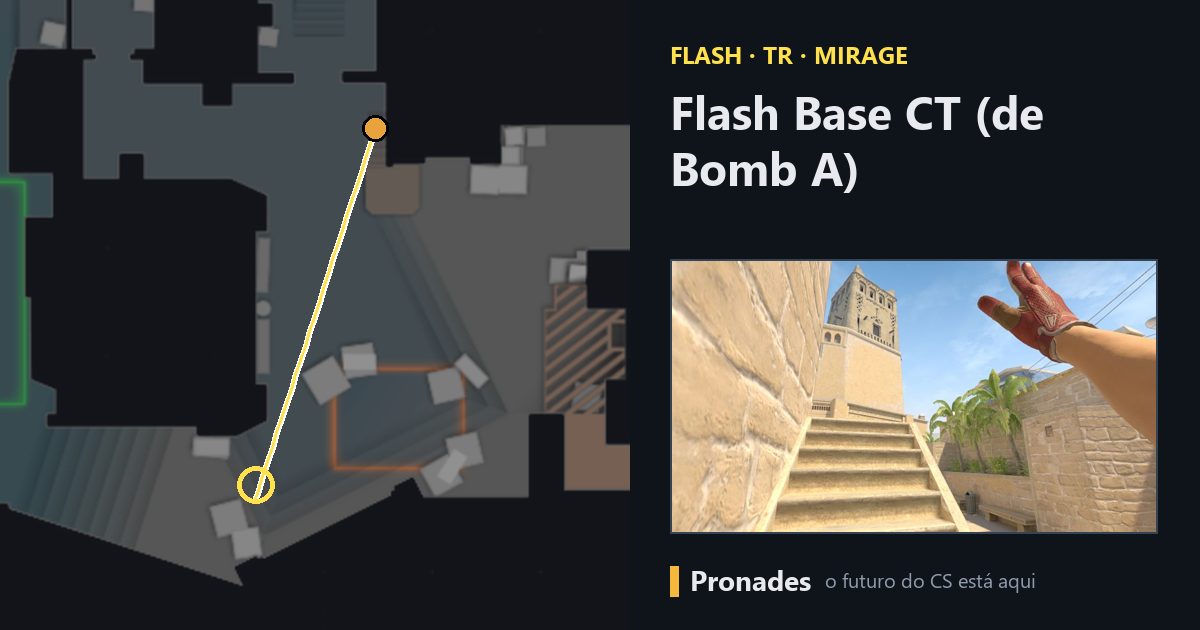 FLASH · TR · MIRAGE
Flash Base CT (de
Bomb A)
Pronades o futuro do CS está aqui